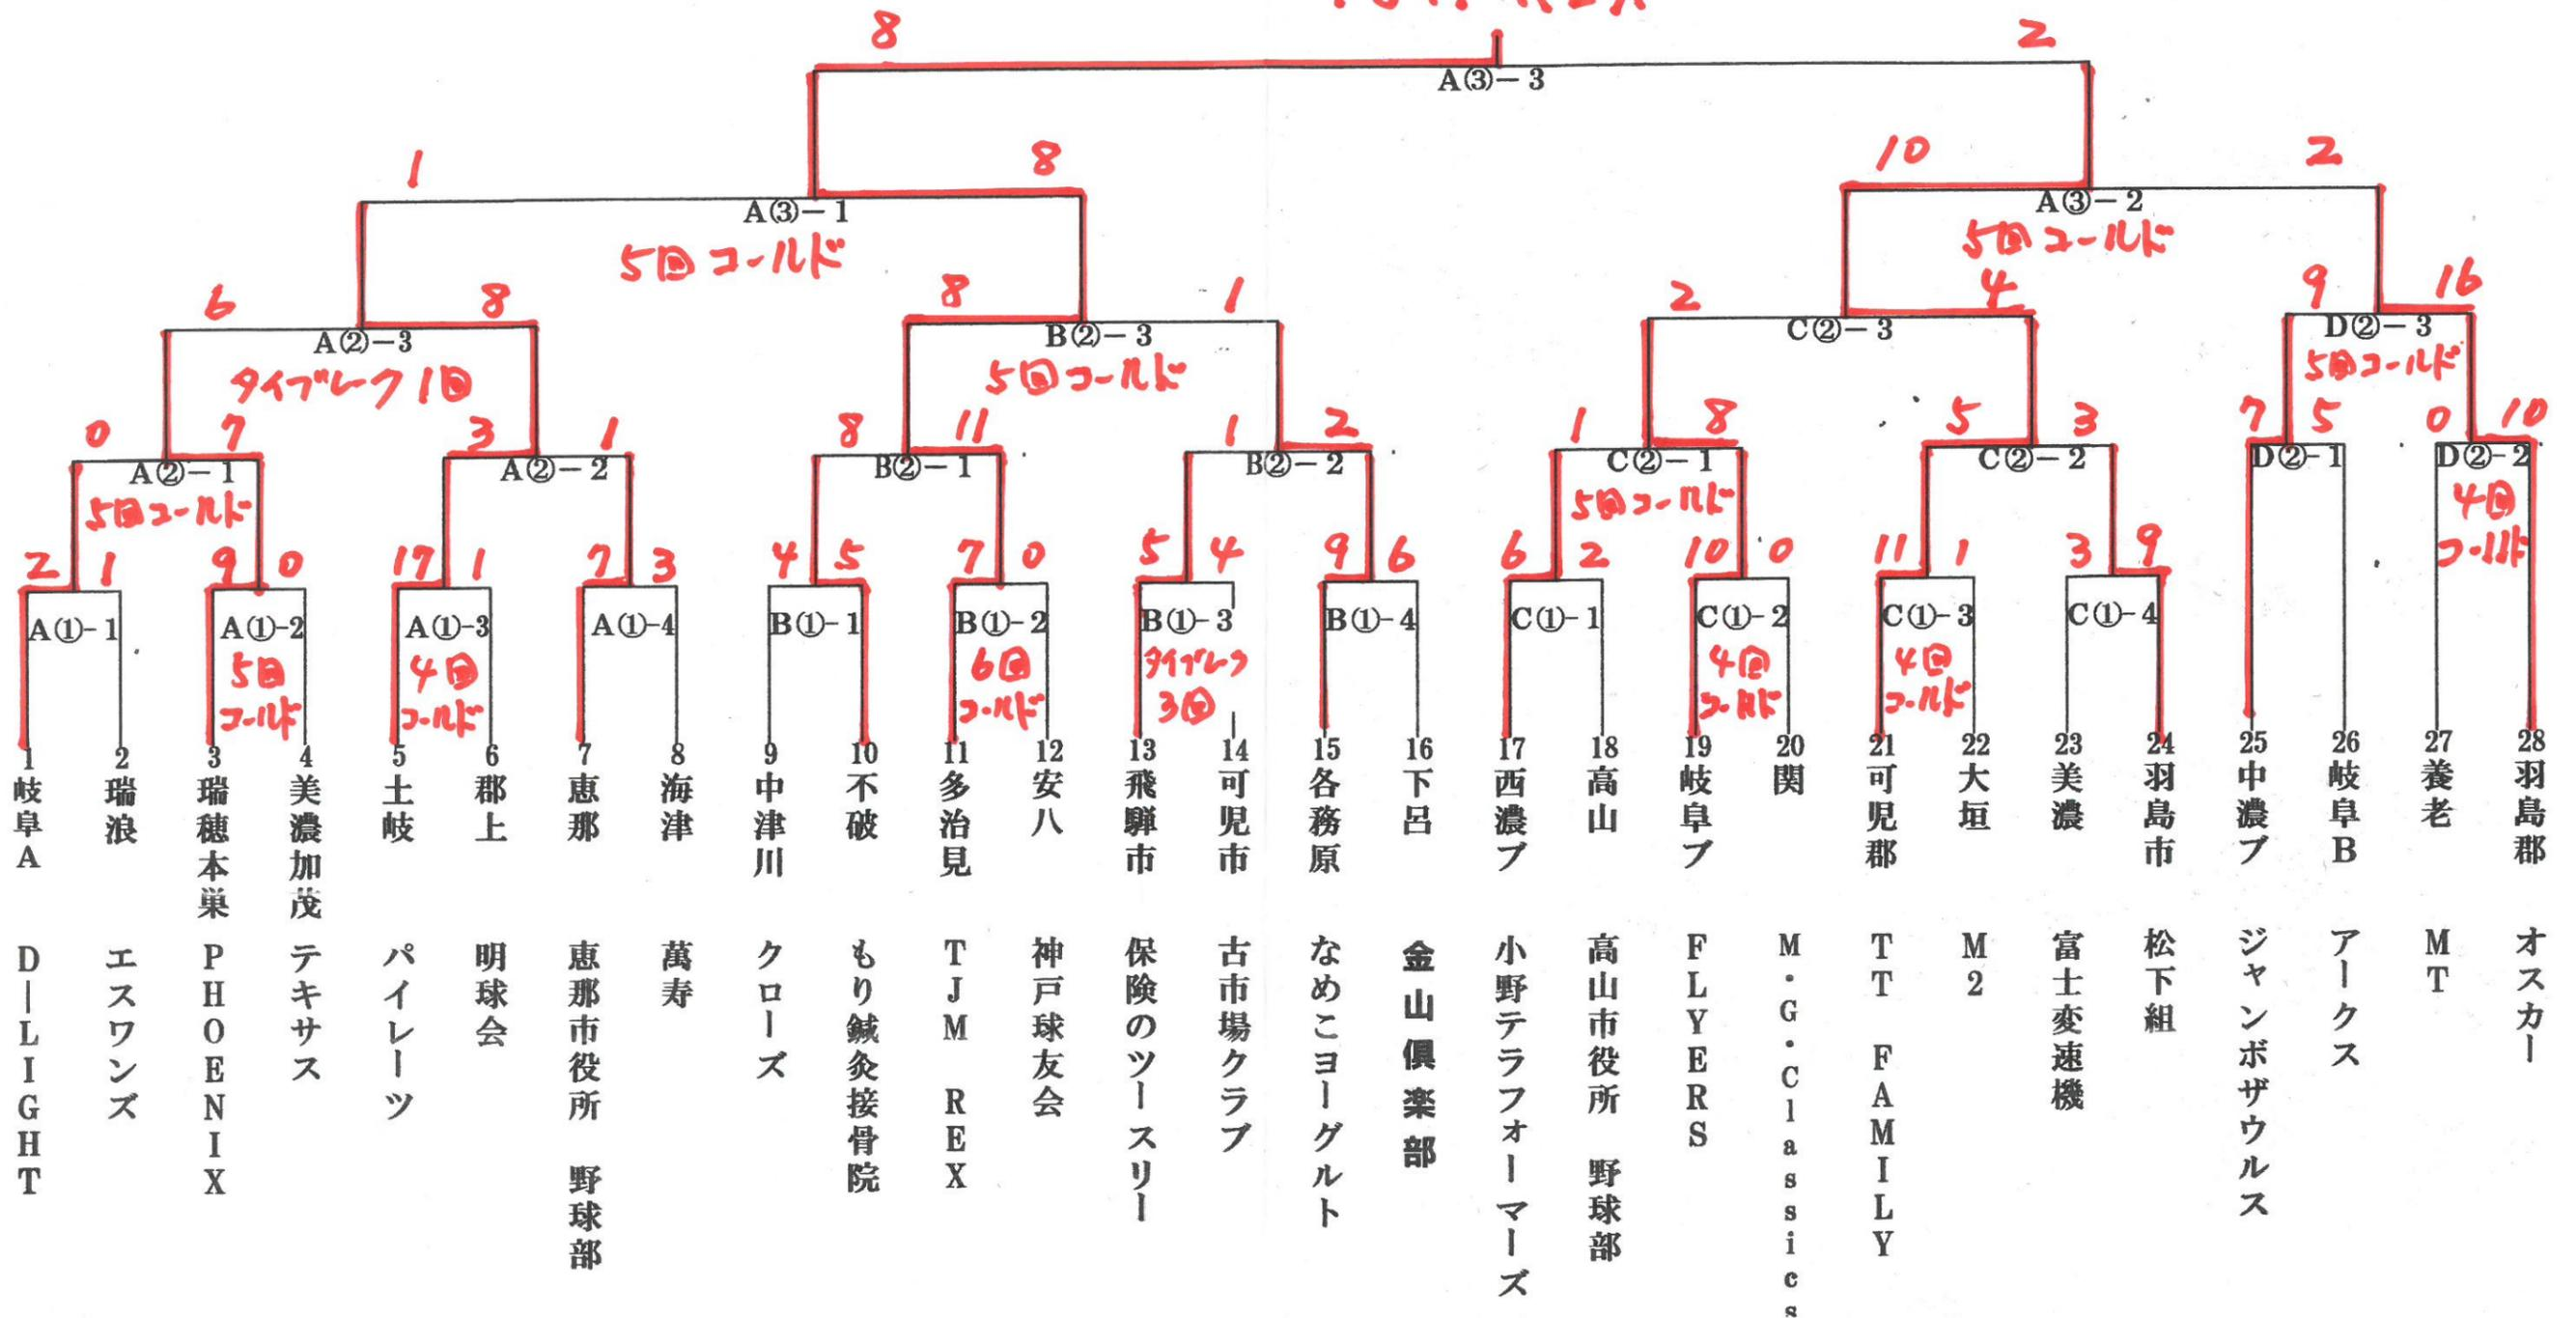 8 2
A③-3
1 8 10 2
A③-1 A③-2
5回コールド 5回コールド
6 8 8 1 2 4 9 16
A②-3 B②-3 C②-3 D②-3
タイブレーク1回 5回コールド 5回コールド
0 7 3 1 8 11 1 2 1 8 5 3 7 5 0 10
A②-1 A②-2 B②-1 B②-2 C②-1 C②-2 D②-1 D②-2
5回コールド 5回コールド 4回コールド
2 1 9 0 17 1 7 3 4 5 7 0 5 4 9 6 6 2 10 0 11 1 3 9
A①-1 A①-2 A①-3 A①-4 B①-1 B①-2 B①-3 B①-4 C①-1 C①-2 C①-3 C①-4
5回コールド 4回コールド 6回コールド タイブレク3回 4回コールド 4回コールド
1 岐阜A D―LIGHT
2 瑞浪 エスワンズ
3 瑞穂本巣 PHOENIX
4 美濃加茂 テキサス
5 土岐 パイレーツ
6 郡上 明球会
7 恵那 恵那市役所 野球部
8 海津 萬寿
9 中津川 クローズ
10 不破 もり鍼灸接骨院
11 多治見 TJM REX
12 安八 神戸球友会
13 飛騨市 保険のツースリー
14 可児市 古市場クラブ
15 各務原 なめこヨーグルト
16 下呂 金山倶楽部
17 西濃ブ 小野テラフォーマーズ
18 高山 高山市役所 野球部
19 岐阜ブ FLYERS
20 関 M・G・Classics
21 可児郡 TT FAMILY
22 大垣 M2
23 美濃 富士変速機
24 羽島市 松下組
25 中濃ブ ジャンボザウルス
26 岐阜B アークス
27 養老 MT
28 羽島郡 オスカー